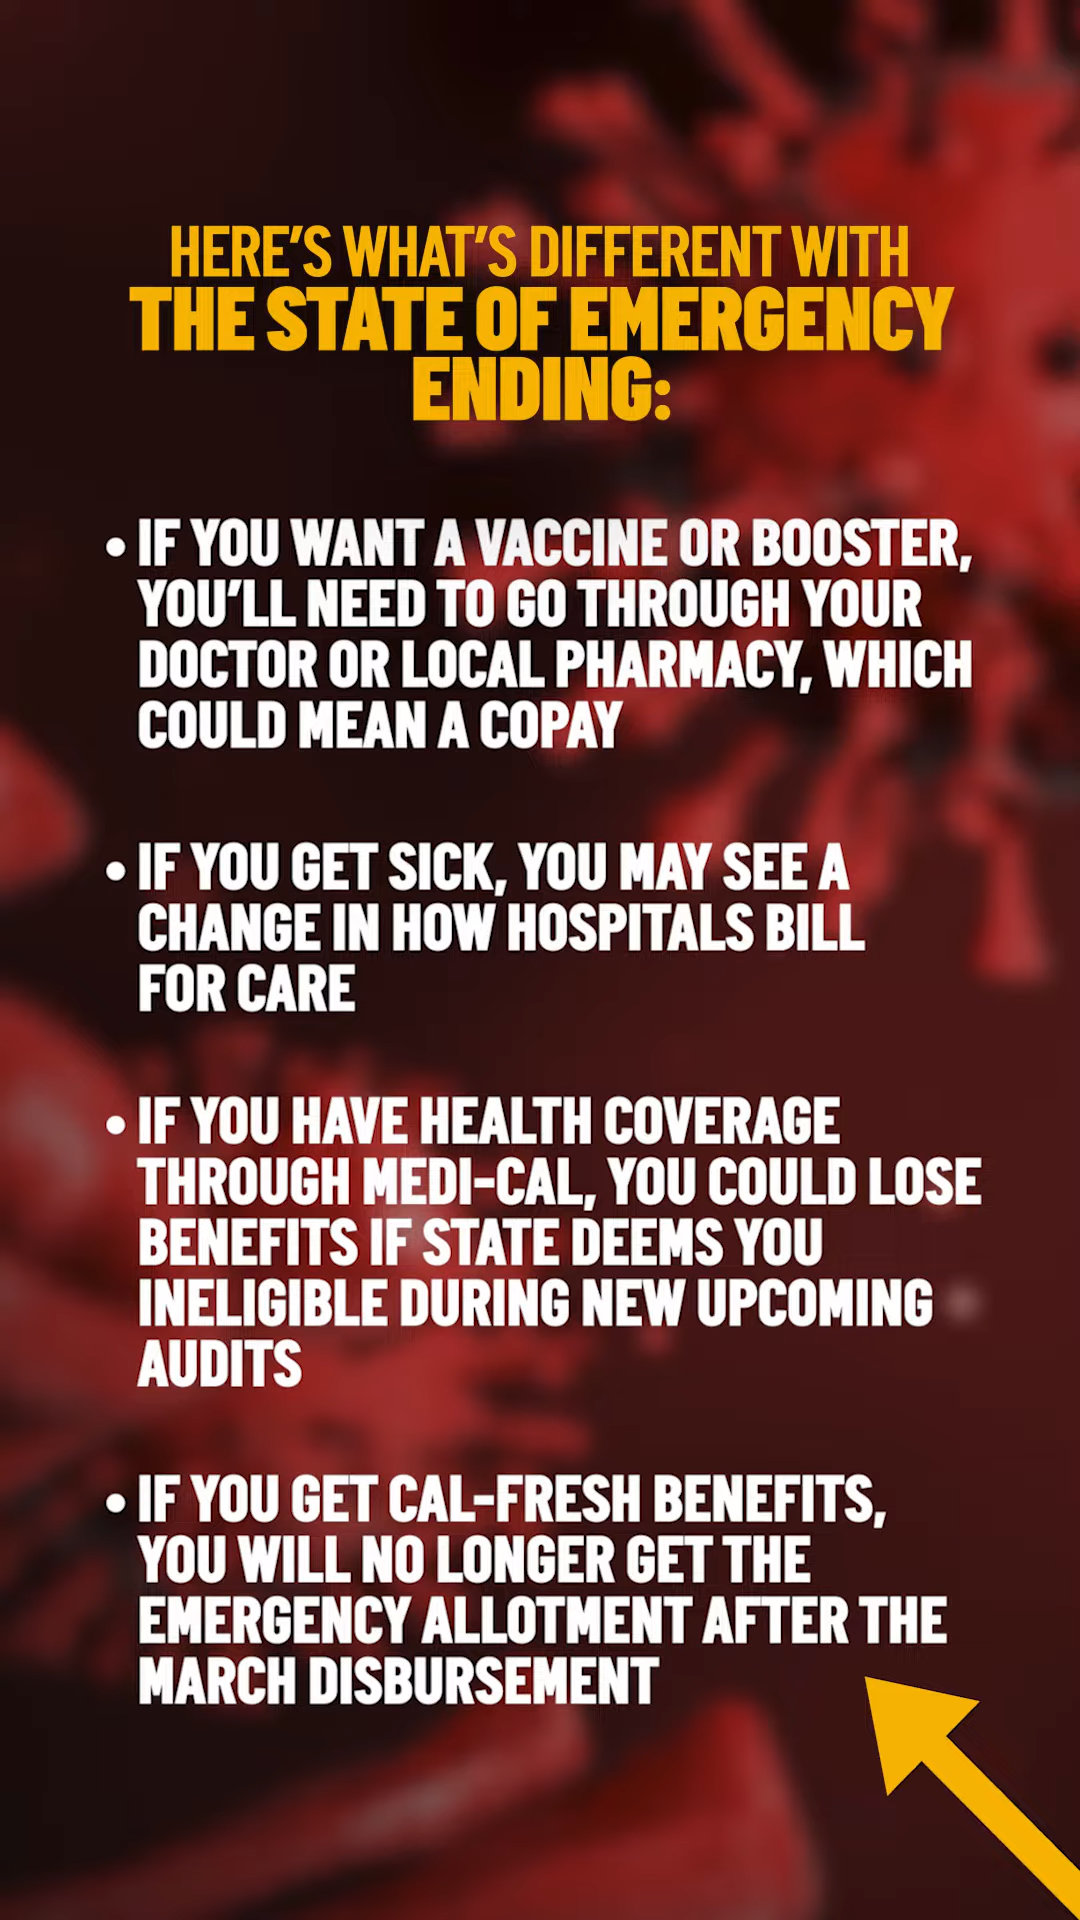 HERE'S WHAT'S DIFFERENT WITH
THE STATE OF EMERGENCY
ENDING:
• IF YOU WANT A VACCINE OR BOOSTER,
YOU'LL NEED TO GO THROUGH YOUR
DOCTOR OR LOCAL PHARMACY, WHICH
COULD MEAN A COPAY
• IF YOU GET SICK, YOU MAY SEE A
CHANGE IN HOW HOSPITALS BILL
FOR CARE
• IF YOU HAVE HEALTH COVERAGE
THROUGH MEDI-CAL, YOU COULD LOSE
BENEFITS IF STATE DEEMS YOU
INELIGIBLE DURING NEW UPCOMING
AUDITS
• IF YOU GET CAL-FRESH BENEFITS,
YOU WILL NO LONGER GET THE
EMERGENCY ALLOTMENT AFTER THE
MARCH DISBURSEMENT